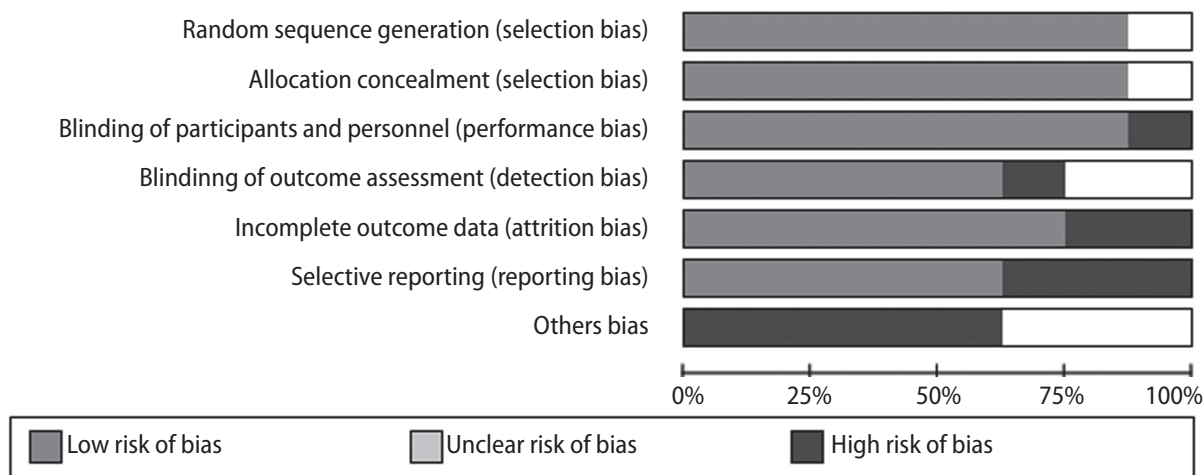 Random sequence generation (selection bias)
Allocation concealment (selection bias)
Blinding of participants and personnel (performance bias)
Blindinng of outcome assessment (detection bias)
Incomplete outcome data (attrition bias)
Selective reporting (reporting bias)
Others bias
0% 25% 50% 75% 100%
Low risk of bias Unclear risk of bias High risk of bias